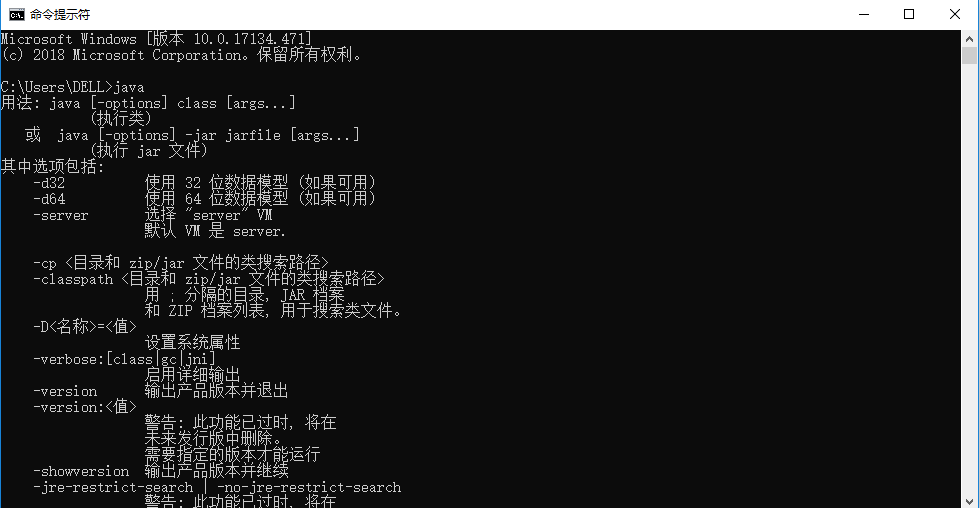 命令提示符
Microsoft Windows [版本 10.0.17134.471]
(c) 2018 Microsoft Corporation。保留所有权利。
C:\Users\DELL>java
用法: java [-options] class [args...]
(执行类)
或 java [-options] -jar jarfile [args...]
(执行 jar 文件)
其中选项包括:
-d32 使用 32 位数据模型 (如果可用)
-d64 使用 64 位数据模型 (如果可用)
-server 选择 "server" VM
默认 VM 是 server.
-cp <目录和 zip/jar 文件的类搜索路径>
-classpath <目录和 zip/jar 文件的类搜索路径>
用 ; 分隔的目录, JAR 档案
和 ZIP 档案列表, 用于搜索类文件。
-D<名称>=<值>
设置系统属性
-verbose:[class|gc|jni]
启用详细输出
-version 输出产品版本并退出
-version:<值>
警告: 此功能已过时, 将在
未来发行版中删除。
需要指定的版本才能运行
-showversion 输出产品版本并继续
-jre-restrict-search | -no-jre-restrict-search
警告: 此功能已过时, 将在